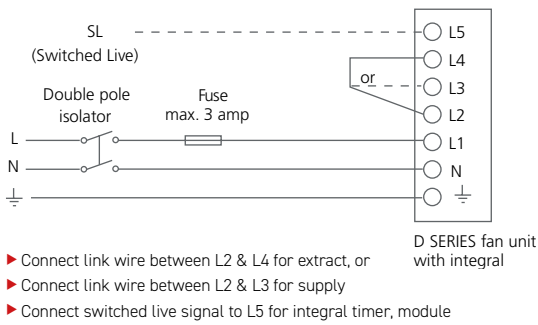 SL
(Switched Live)
Double pole
isolator
Fuse
max. 3 amp
or
L
N
L5
L4
L3
L2
L1
N
D SERIES fan unit
with integral
▶ Connect link wire between L2 & L4 for extract, or
▶ Connect link wire between L2 & L3 for supply
▶ Connect switched live signal to L5 for integral timer, module